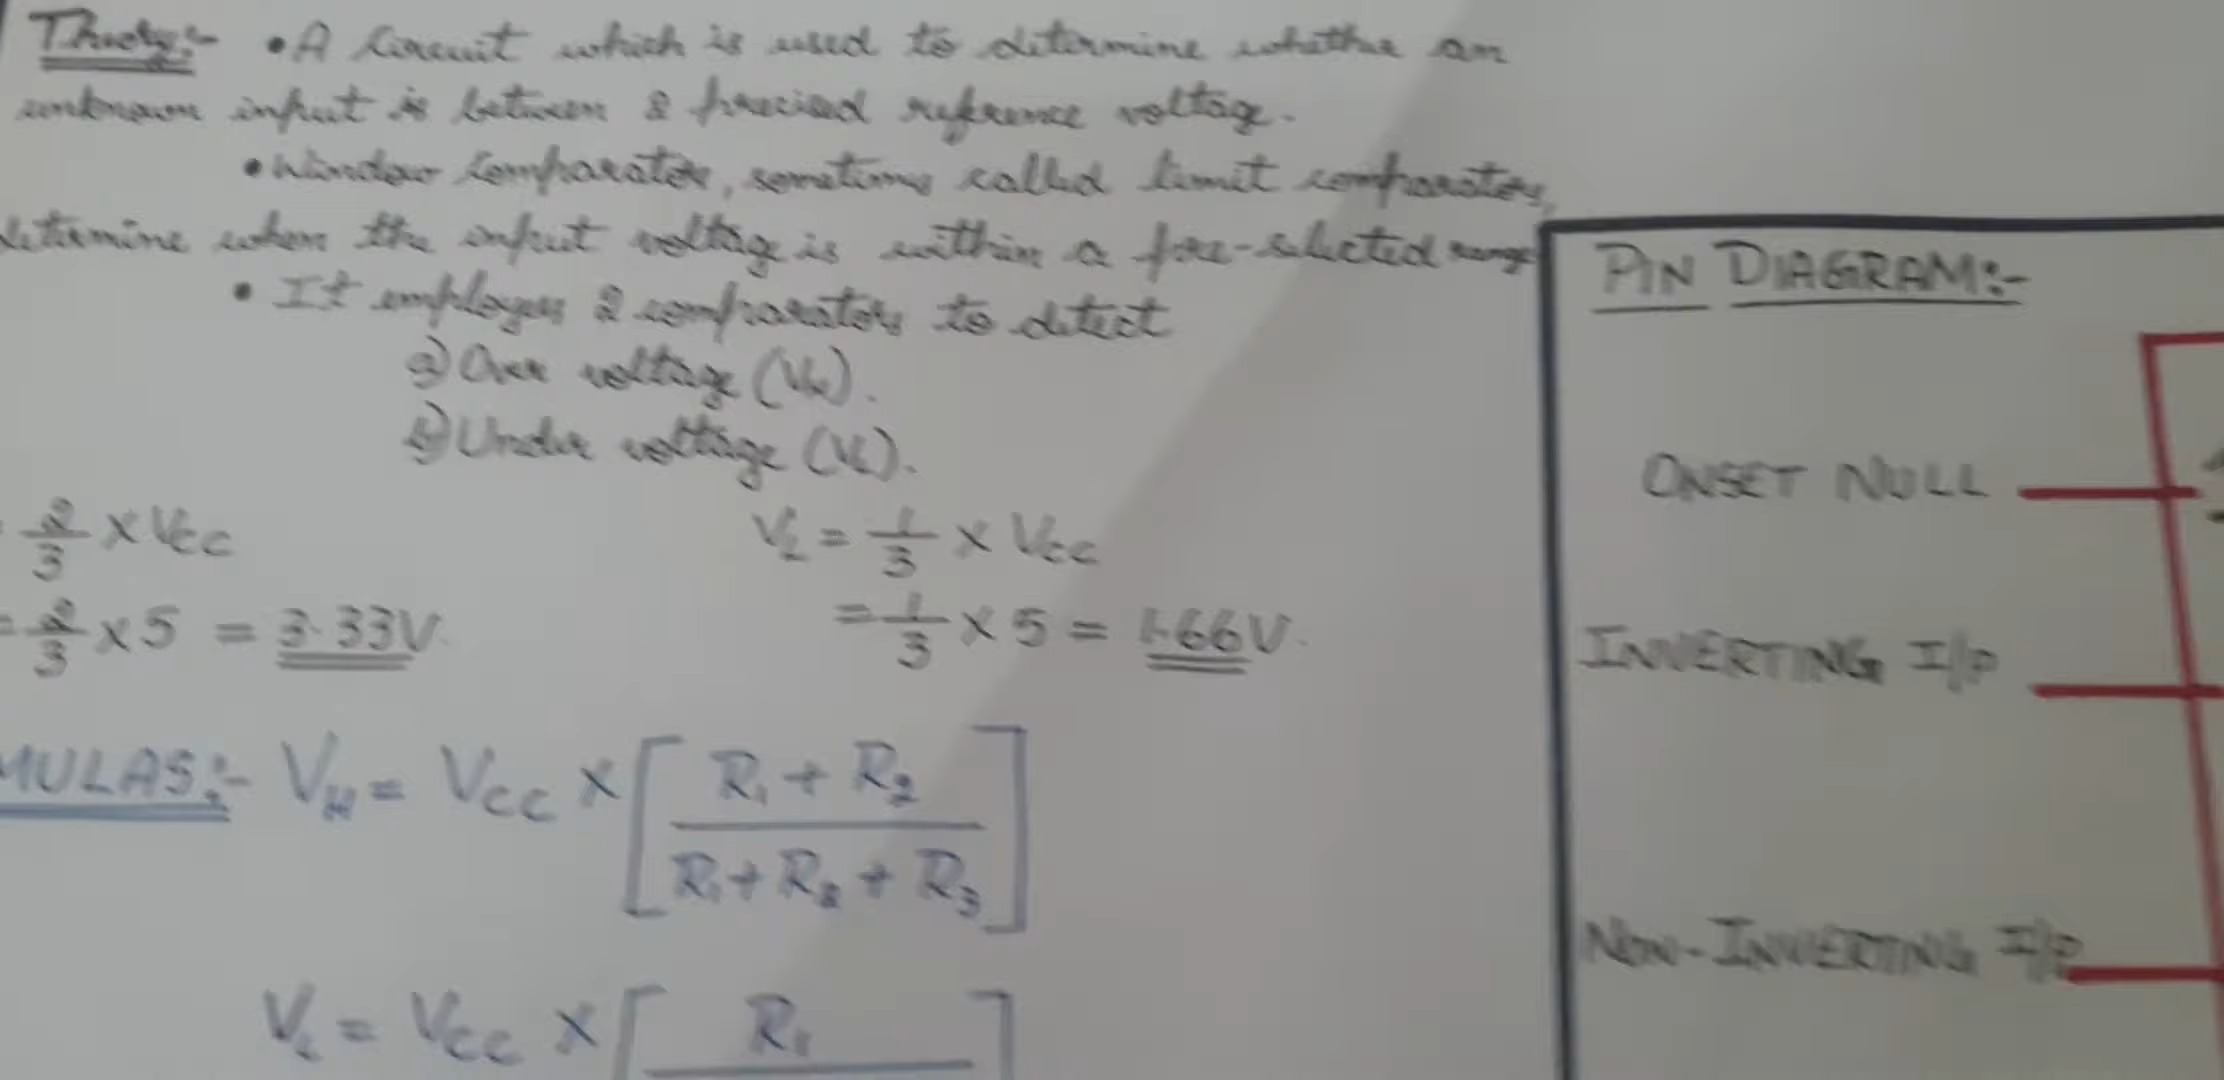 Theory:- • A Circuit which is used to determine whether an
unknown input is between 2 precised reference voltage.
• Window Comparator, sometimes called limit comparators,
determine when the input voltage is within a pre-selected range
• It employes 2 comparators to detect
a) Over voltage (VH).
b) Under voltage (VL).
2/3 × VCC
= 2/3 × 5 = 3.33V.
VL = 1/3 × VCC
= 1/3 × 5 = 1.66V.
MULAS:- VH = VCC × [R1 + R2 / R1 + R2 + R3]
VL = VCC × [R1
PIN DIAGRAM:-
ONSET NULL
INVERTING I/P
NON-INVERTING I/P